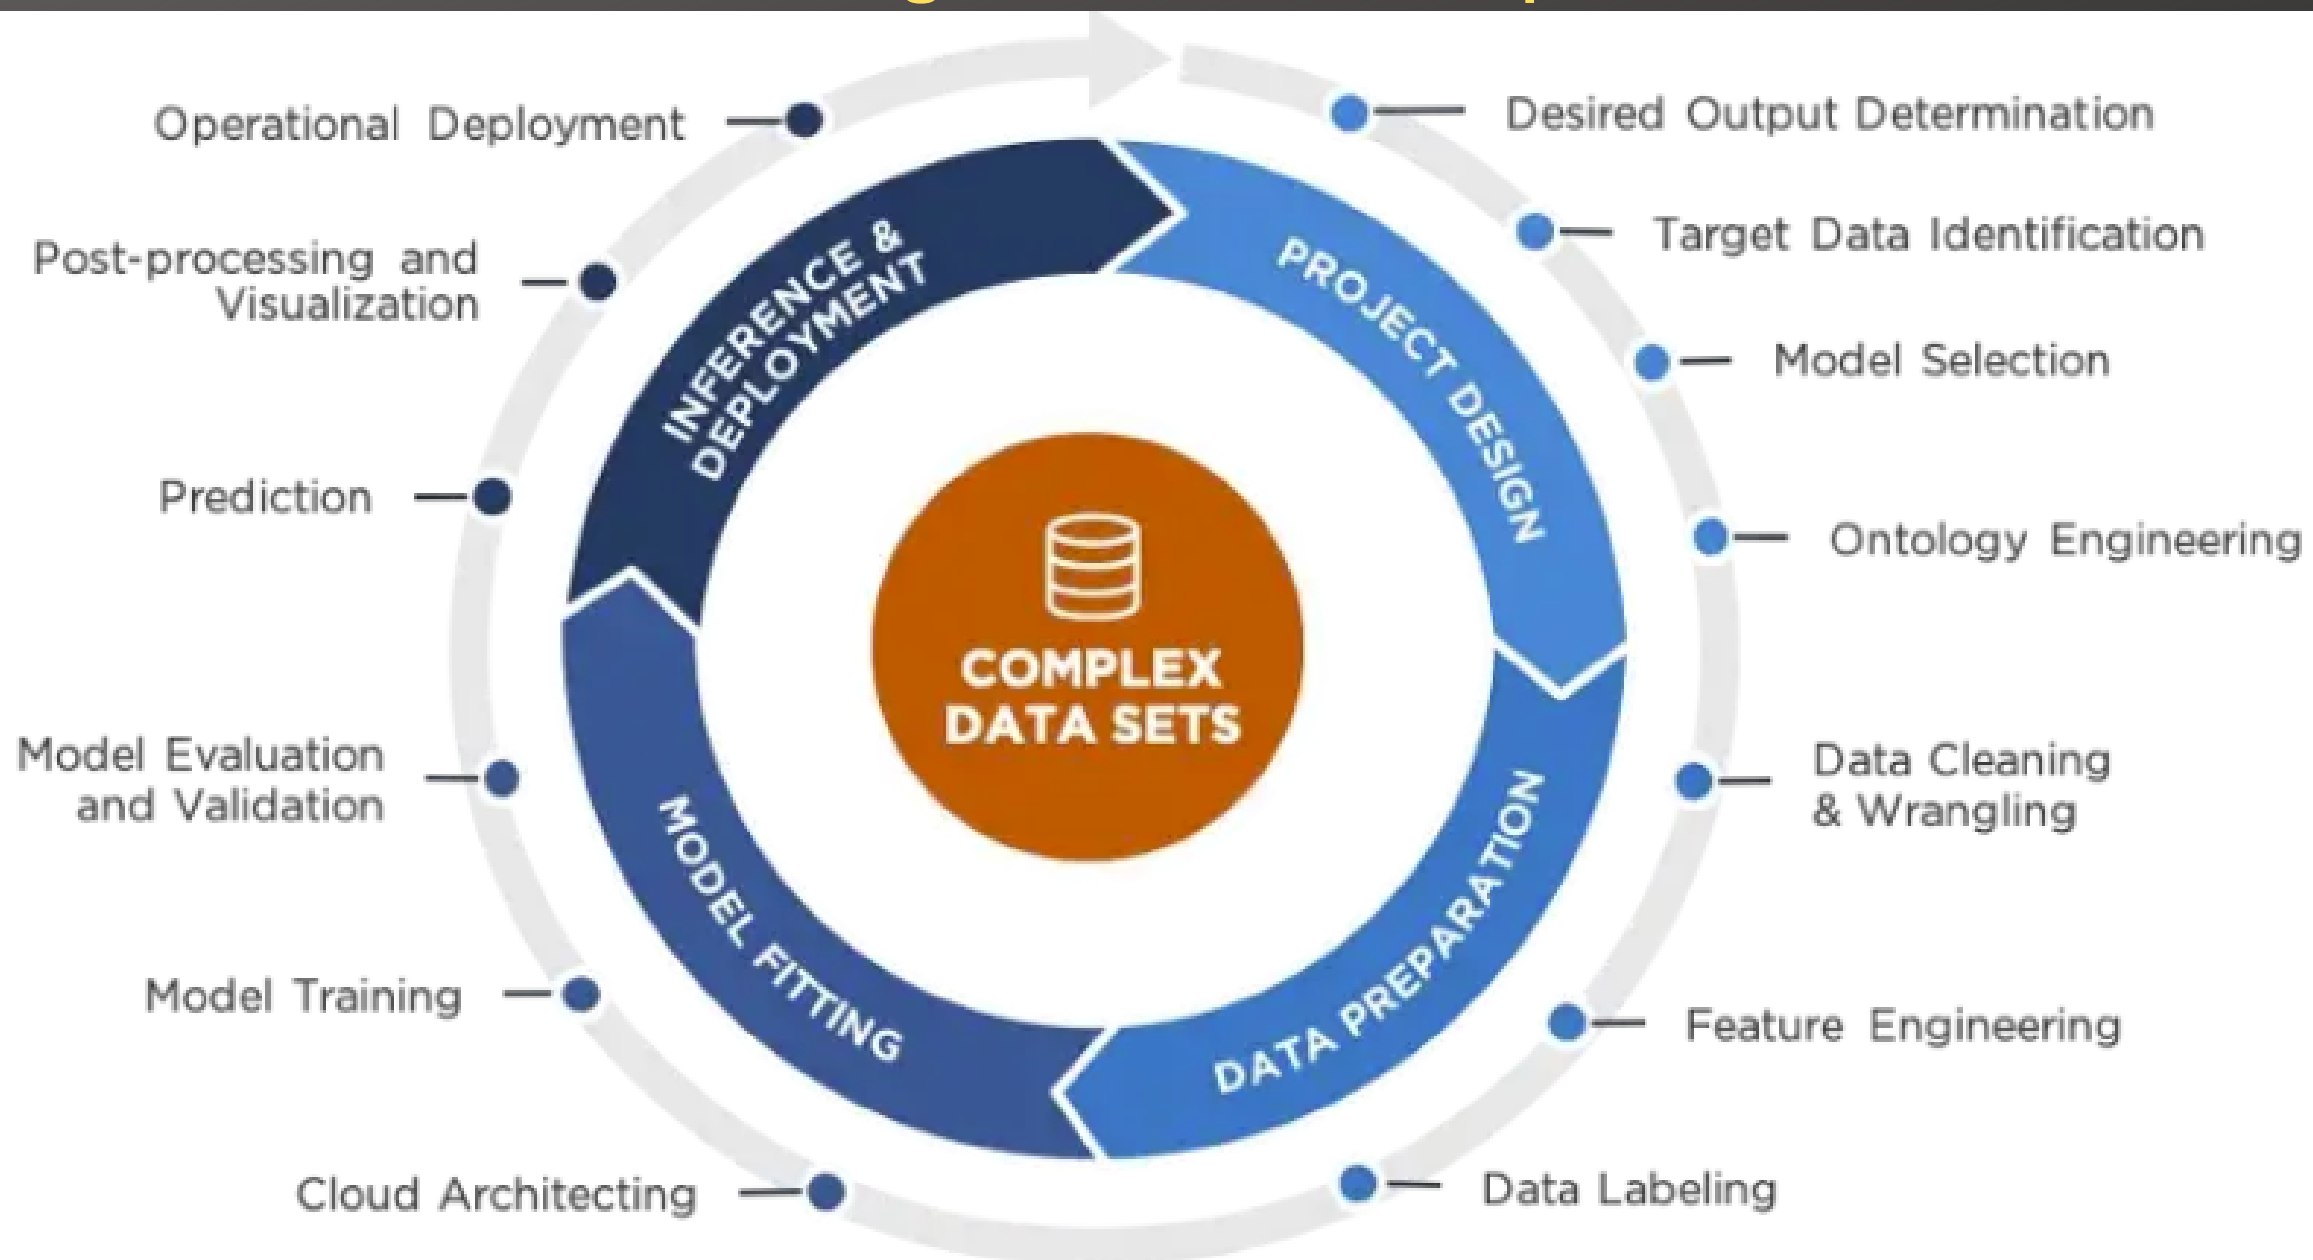 Operational Deployment
Post-processing and
Visualization
Prediction
Model Evaluation
and Validation
Model Training
Cloud Architecting
INFERENCE &
DEPLOYMENT
PROJECT DESIGN
COMPLEX
DATA SETS
MODEL FITTING
DATA PREPARATION
Desired Output Determination
Target Data Identification
Model Selection
Ontology Engineering
Data Cleaning
& Wrangling
Feature Engineering
Data Labeling